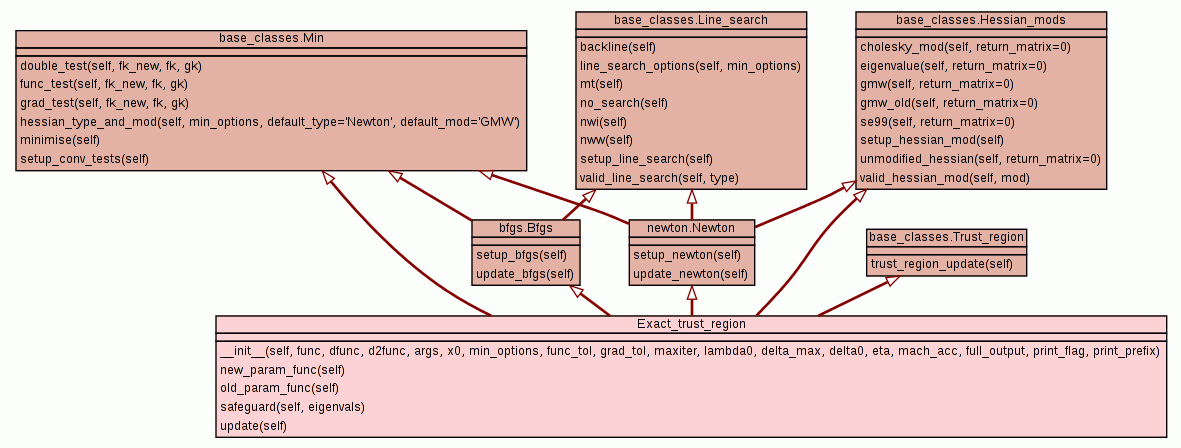 base_classes.Min
double_test(self, fk_new, fk, gk)
func_test(self, fk_new, fk, gk)
grad_test(self, fk_new, fk, gk)
hessian_type_and_mod(self, min_options, default_type='Newton', default_mod='GMW')
minimise(self)
setup_conv_tests(self)
base_classes.Line_search
backline(self)
line_search_options(self, min_options)
mt(self)
no_search(self)
nwi(self)
nww(self)
setup_line_search(self)
valid_line_search(self, type)
base_classes.Hessian_mods
cholesky_mod(self, return_matrix=0)
eigenvalue(self, return_matrix=0)
gmw(self, return_matrix=0)
gmw_old(self, return_matrix=0)
se99(self, return_matrix=0)
setup_hessian_mod(self)
unmodified_hessian(self, return_matrix=0)
valid_hessian_mod(self, mod)
bfgs.Bfgs
setup_bfgs(self)
update_bfgs(self)
newton.Newton
setup_newton(self)
update_newton(self)
base_classes.Trust_region
trust_region_update(self)
Exact_trust_region
__init__(self, func, dfunc, d2func, args, x0, min_options, func_tol, grad_tol, maxiter, lambda0, delta_max, delta0, eta, mach_acc, full_output, print_flag, print_prefix)
new_param_func(self)
old_param_func(self)
safeguard(self, eigenvals)
update(self)